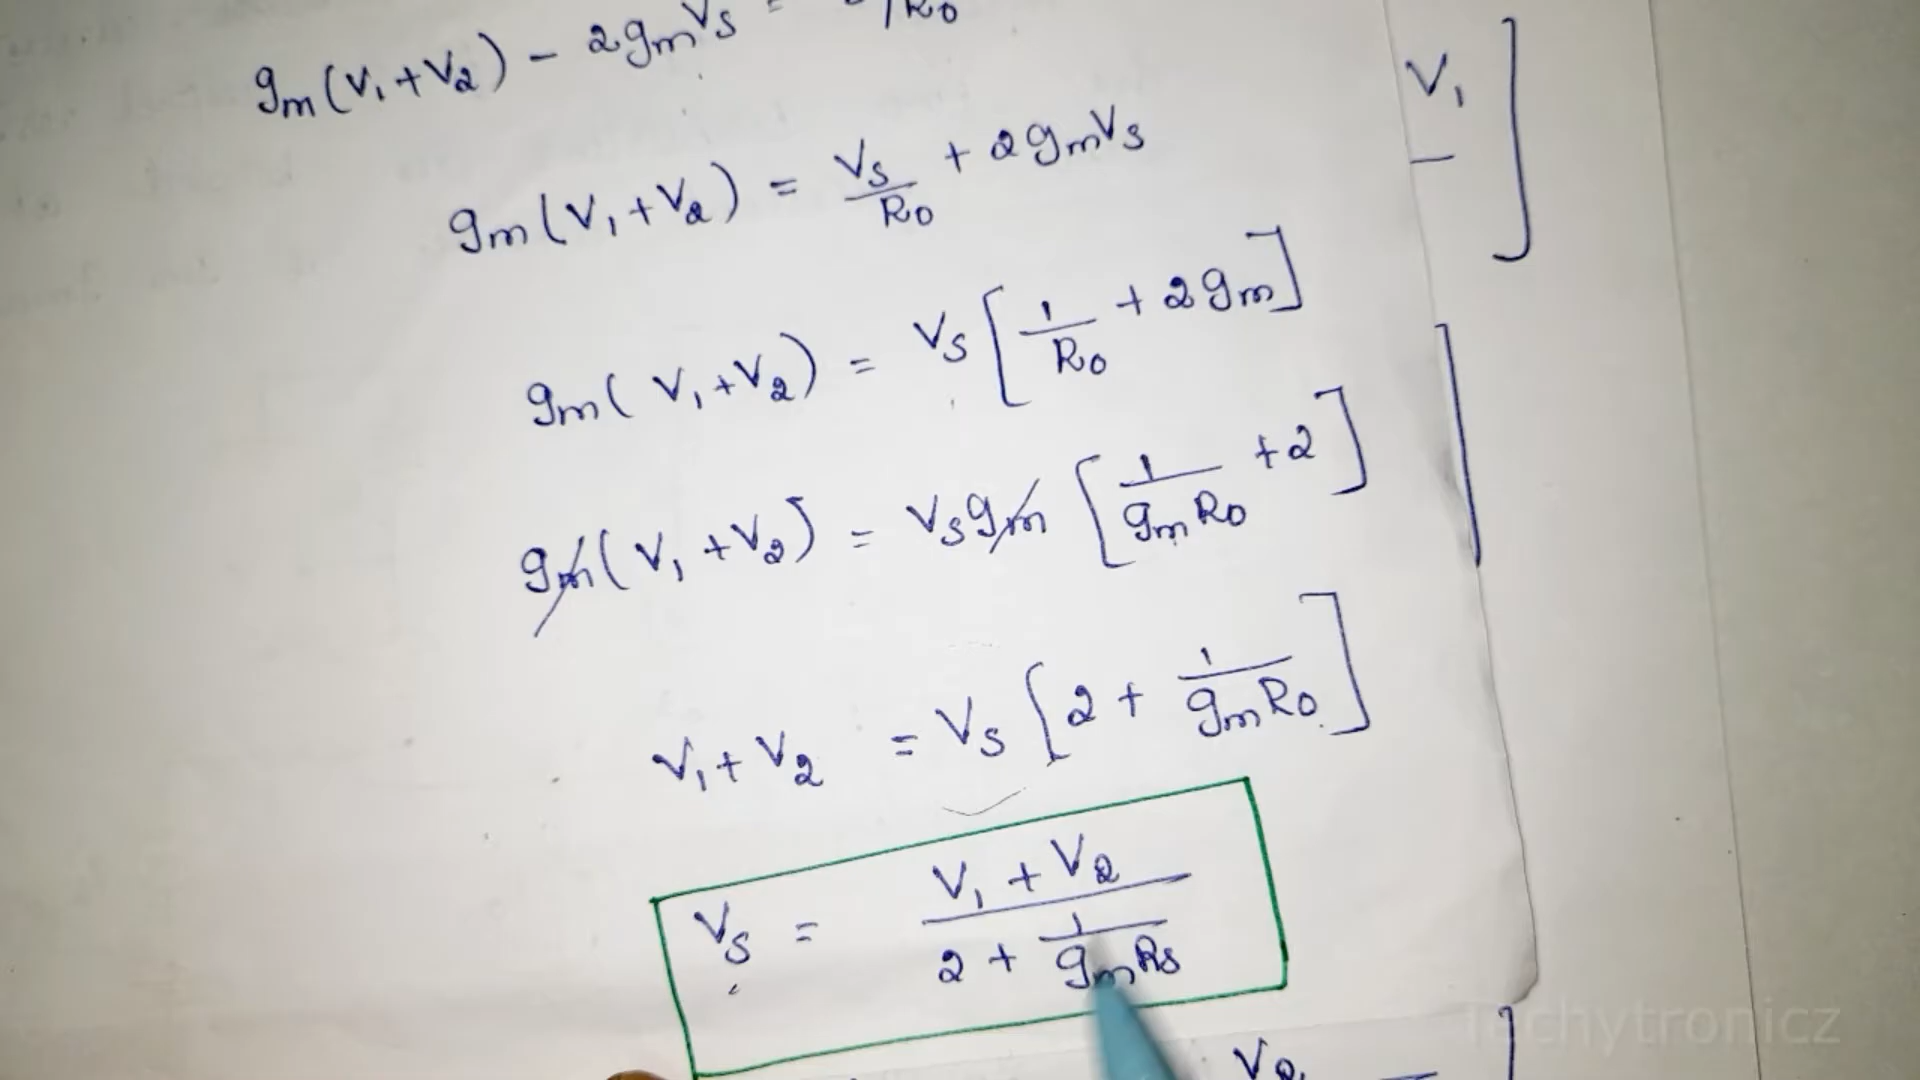 gm(V1+V2) - 2gmVs = /Ro
gm(V1+V2) = Vs/Ro + 2gmVs
gm(V1+V2) = Vs[1/Ro + 2gm]
gm(V1+V2) = Vsgm[1/gmRo +2]
V1+V2 = Vs[2 + 1/gmRo]
Vs = V1+V2 / 2 + 1/gmRs
V1
-
]
V2
Techytronicz